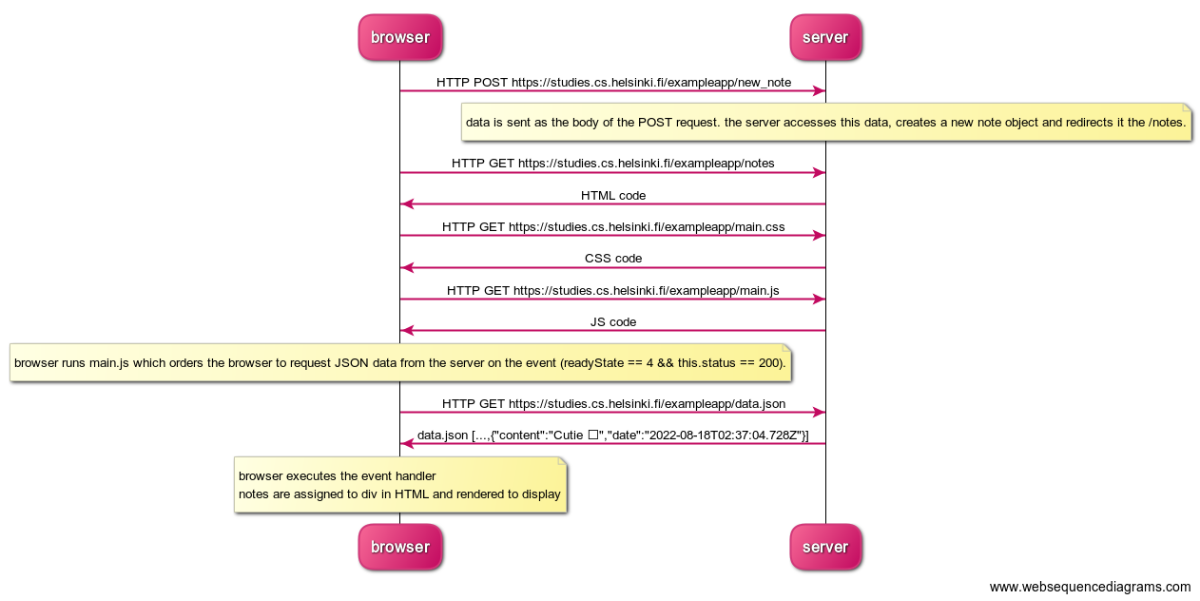 browser
server
HTTP POST https://studies.cs.helsinki.fi/exampleapp/new_note
data is sent as the body of the POST request. the server accesses this data, creates a new note object and redirects it the /notes.
HTTP GET https://studies.cs.helsinki.fi/exampleapp/notes
HTML code
HTTP GET https://studies.cs.helsinki.fi/exampleapp/main.css
CSS code
HTTP GET https://studies.cs.helsinki.fi/exampleapp/main.js
JS code
browser runs main.js which orders the browser to request JSON data from the server on the event (readyState == 4 && this.status == 200).
HTTP GET https://studies.cs.helsinki.fi/exampleapp/data.json
data.json [...,{"content":"Cutie □","date":"2022-08-18T02:37:04.728Z"}]
browser executes the event handler
notes are assigned to div in HTML and rendered to display
browser
server
www.websequencediagrams.com